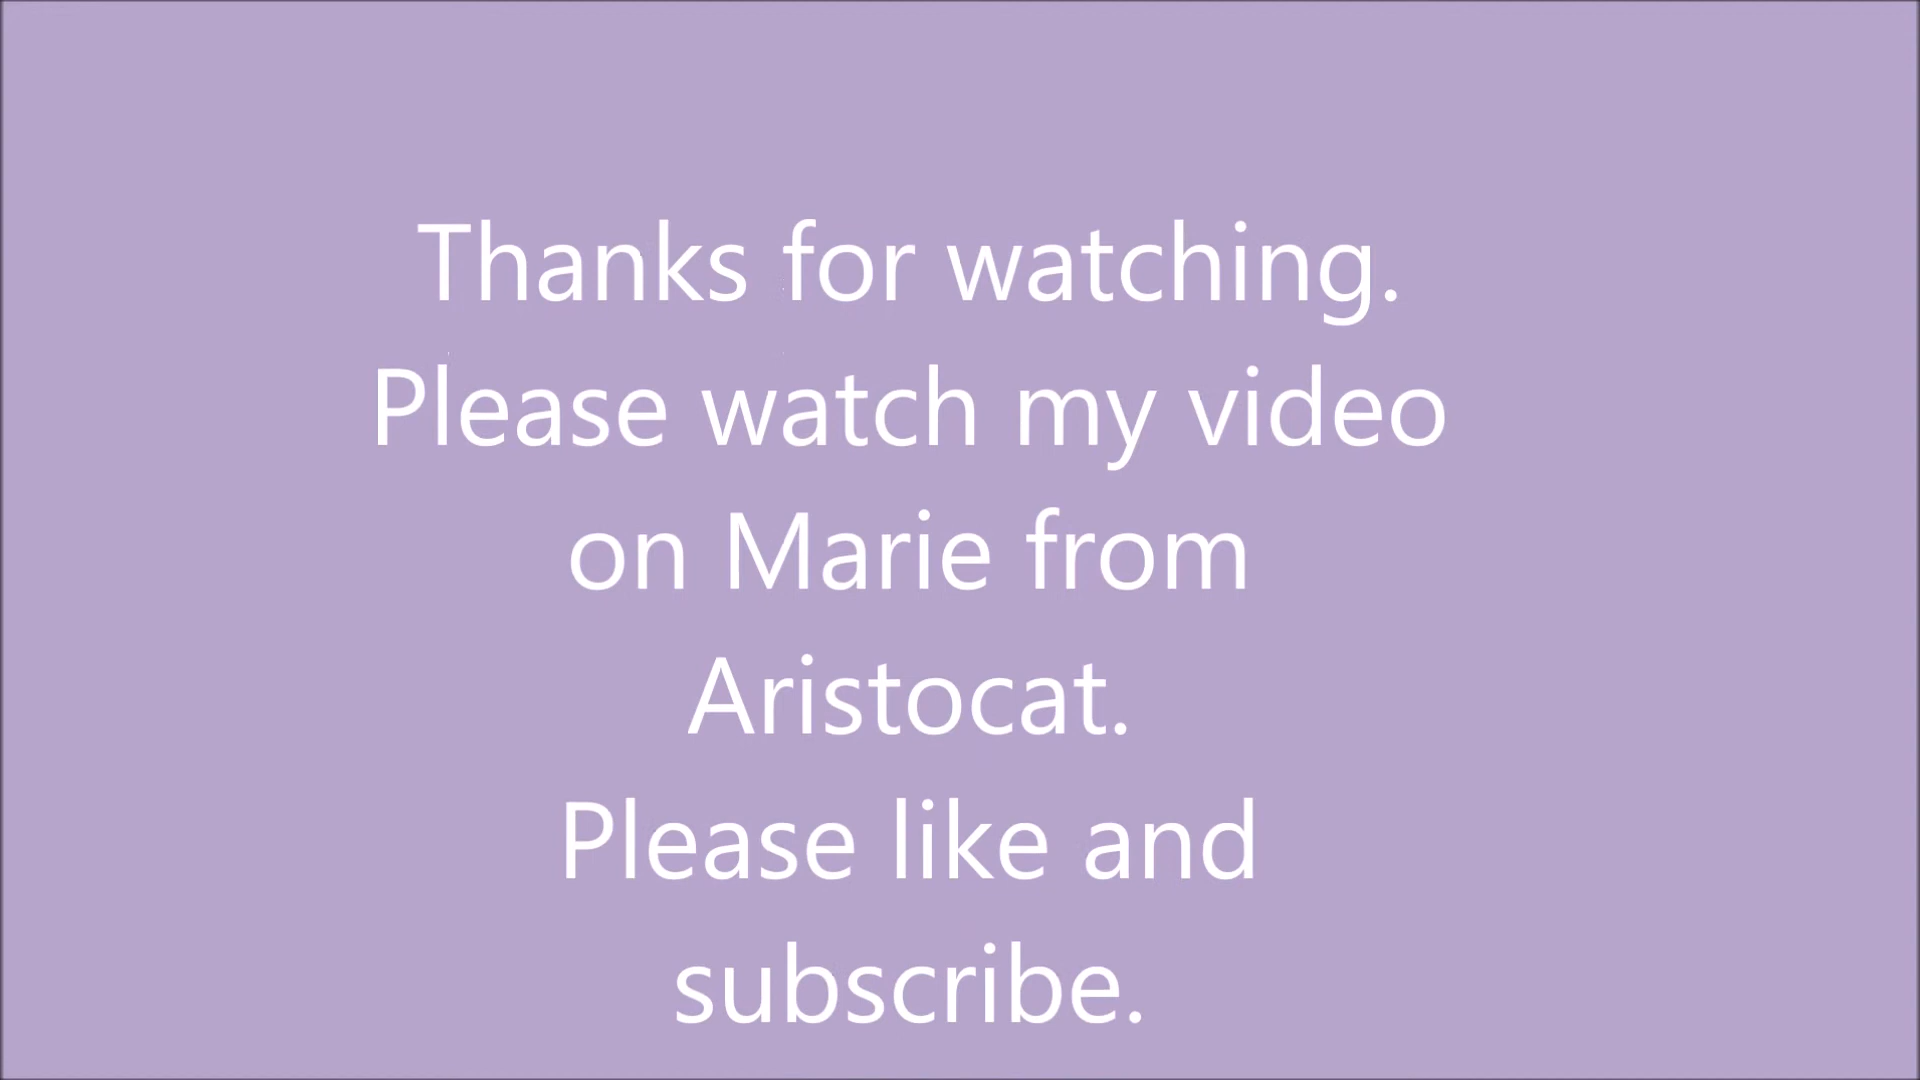 Thanks for watching.
Please watch my video
on Marie from
Aristocat.
Please like and
subscribe.